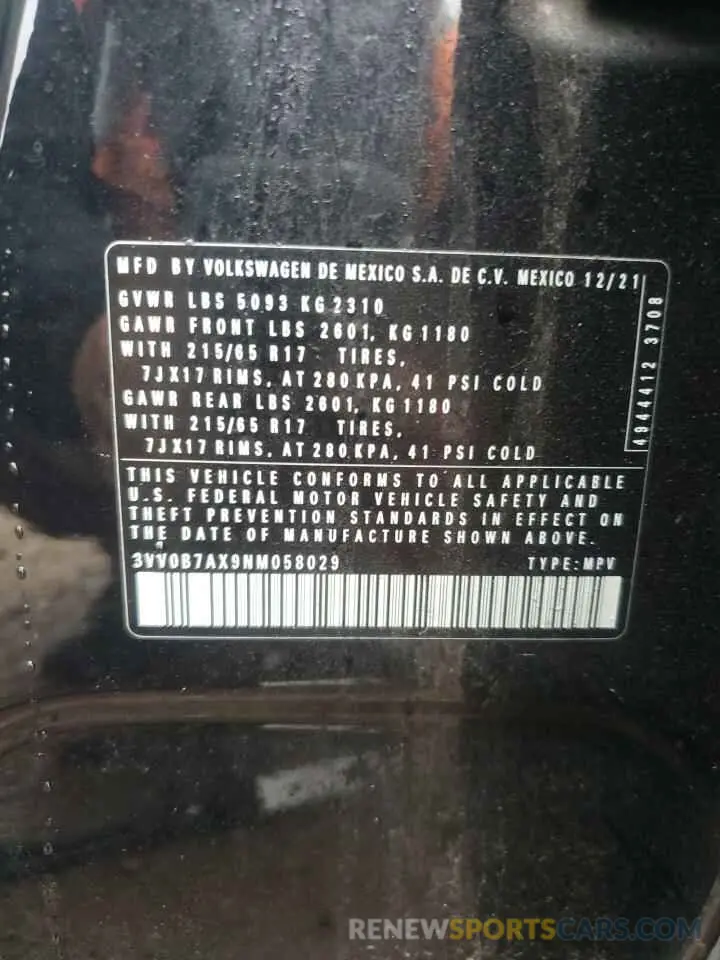 MFD BY VOLKSWAGEN DE MEXICO S.A. DE C.V. MEXICO 12/21
GVWR LBS 5093 KG 2310
GAWR FRONT LBS 2601, KG 1180
WITH 215/65 R17 TIRES,
7JX17 RIMS, AT 280 KPA, 41 PSI COLD
GAWR REAR LBS 2601, KG 1180
WITH 215/65 R17 TIRES,
7JX17 RIMS, AT 280 KPA, 41 PSI COLD
4944412 3708
THIS VEHICLE CONFORMS TO ALL APPLICABLE
U.S. FEDERAL MOTOR VEHICLE SAFETY AND
THEFT PREVENTION STANDARDS IN EFFECT ON
THE DATE OF MANUFACTURE SHOWN ABOVE.
3VV0B7AX9NM058029 TYPE: MPV
RENEWSPORTSCARS.COM